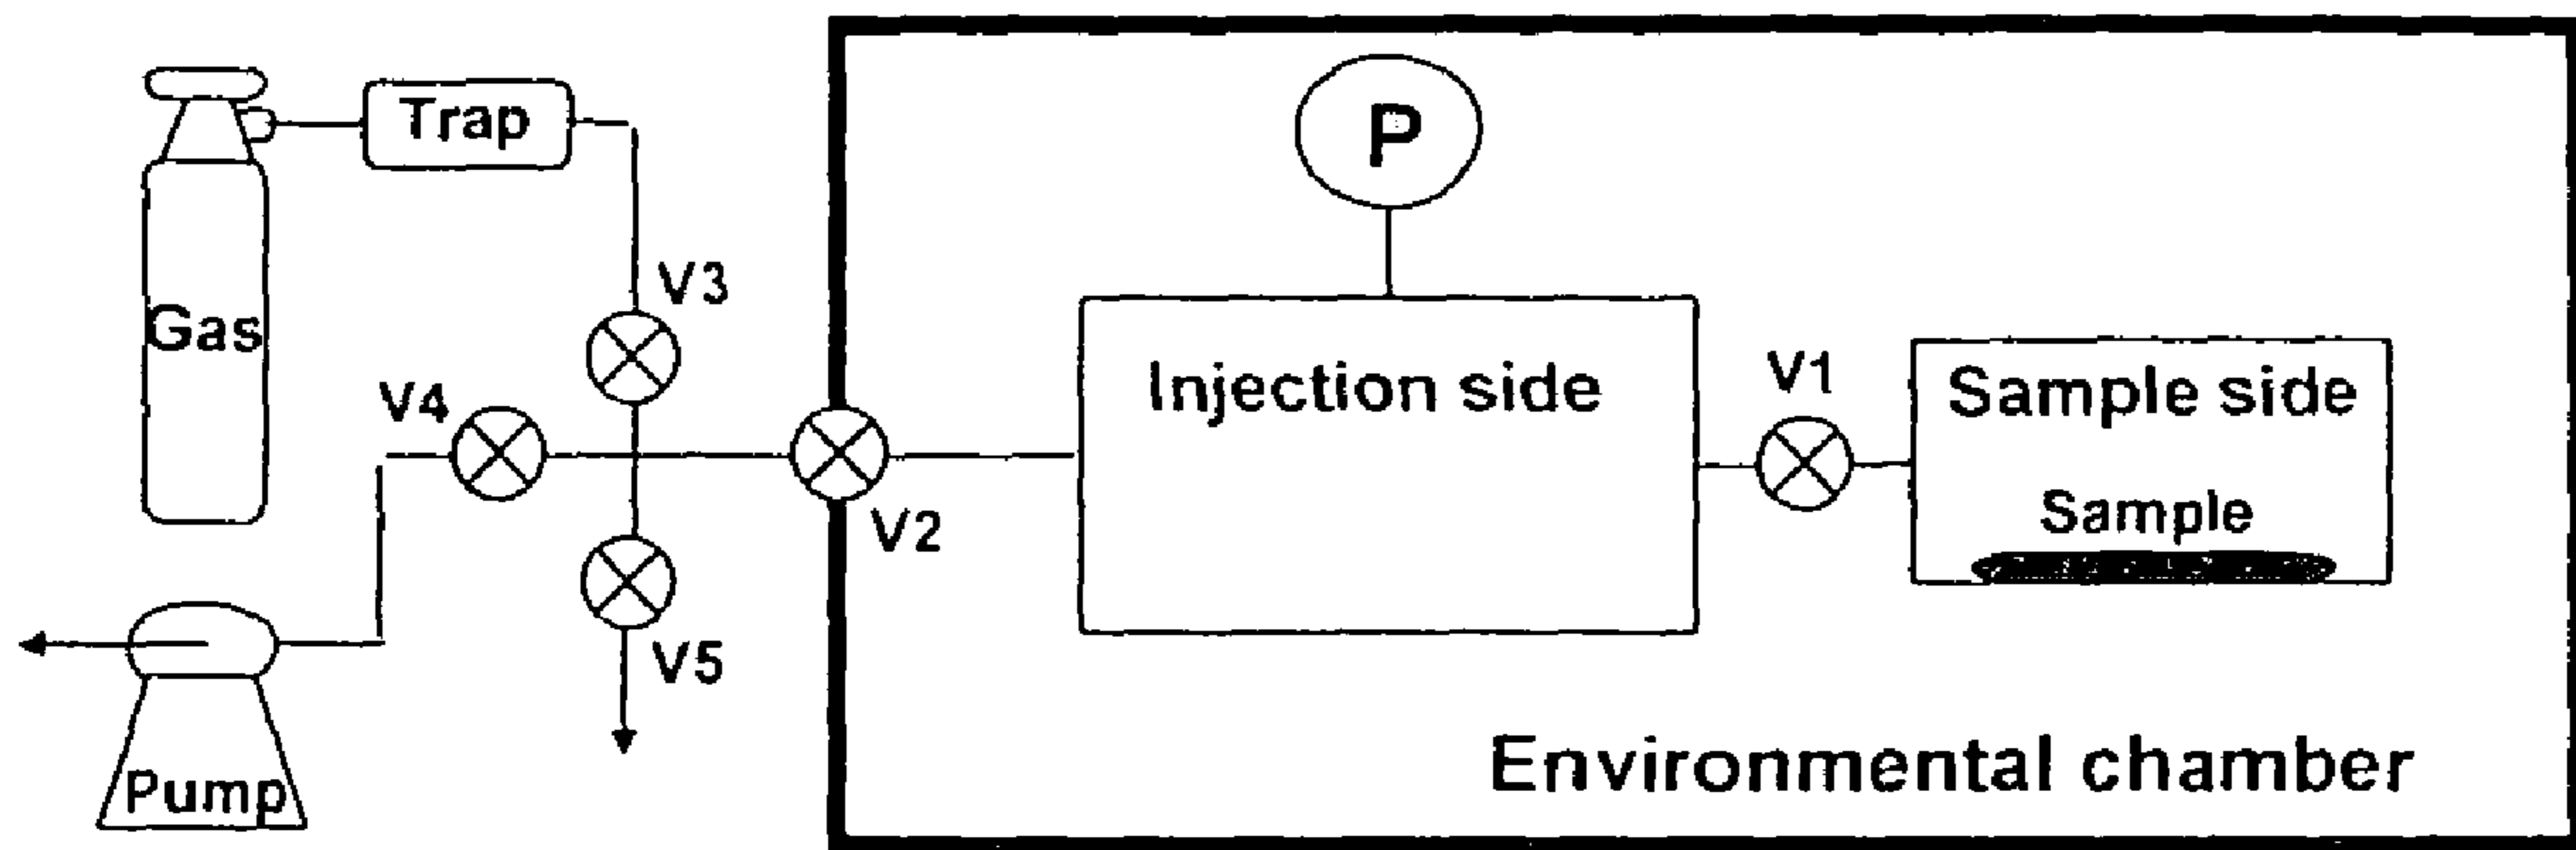 Trap
P
Gas
V3
V4
V2
V5
Pump
Injection side
V1
Sample side
Sample
Environmental chamber